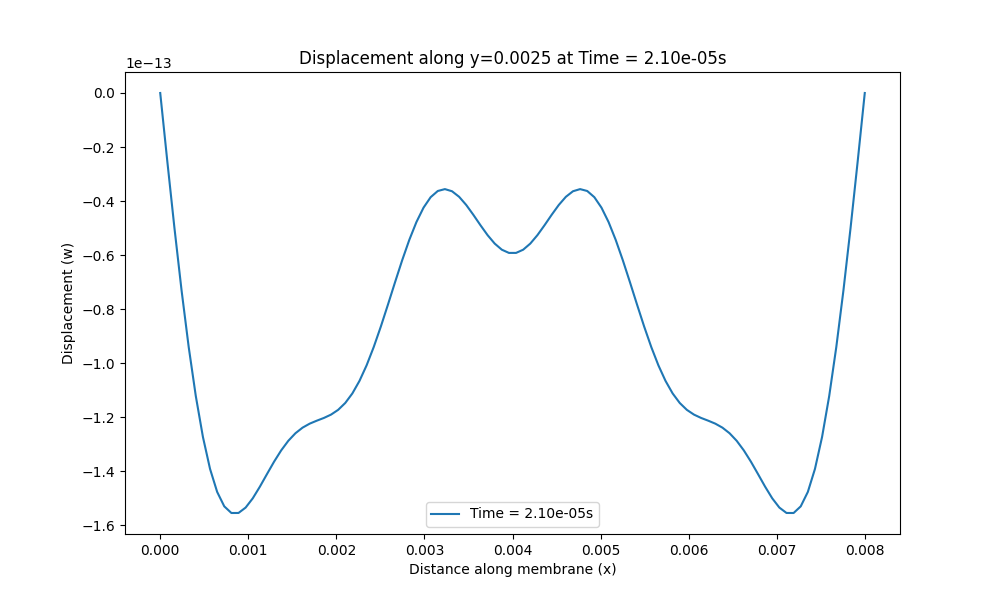 Displacement along y=0.0025 at Time = 2.10e-05s
1e−13
0.0
−0.2
−0.4
−0.6
−0.8
−1.0
−1.2
−1.4
−1.6
Displacement (w)
Time = 2.10e-05s
0.000 0.001 0.002 0.003 0.004 0.005 0.006 0.007 0.008
Distance along membrane (x)